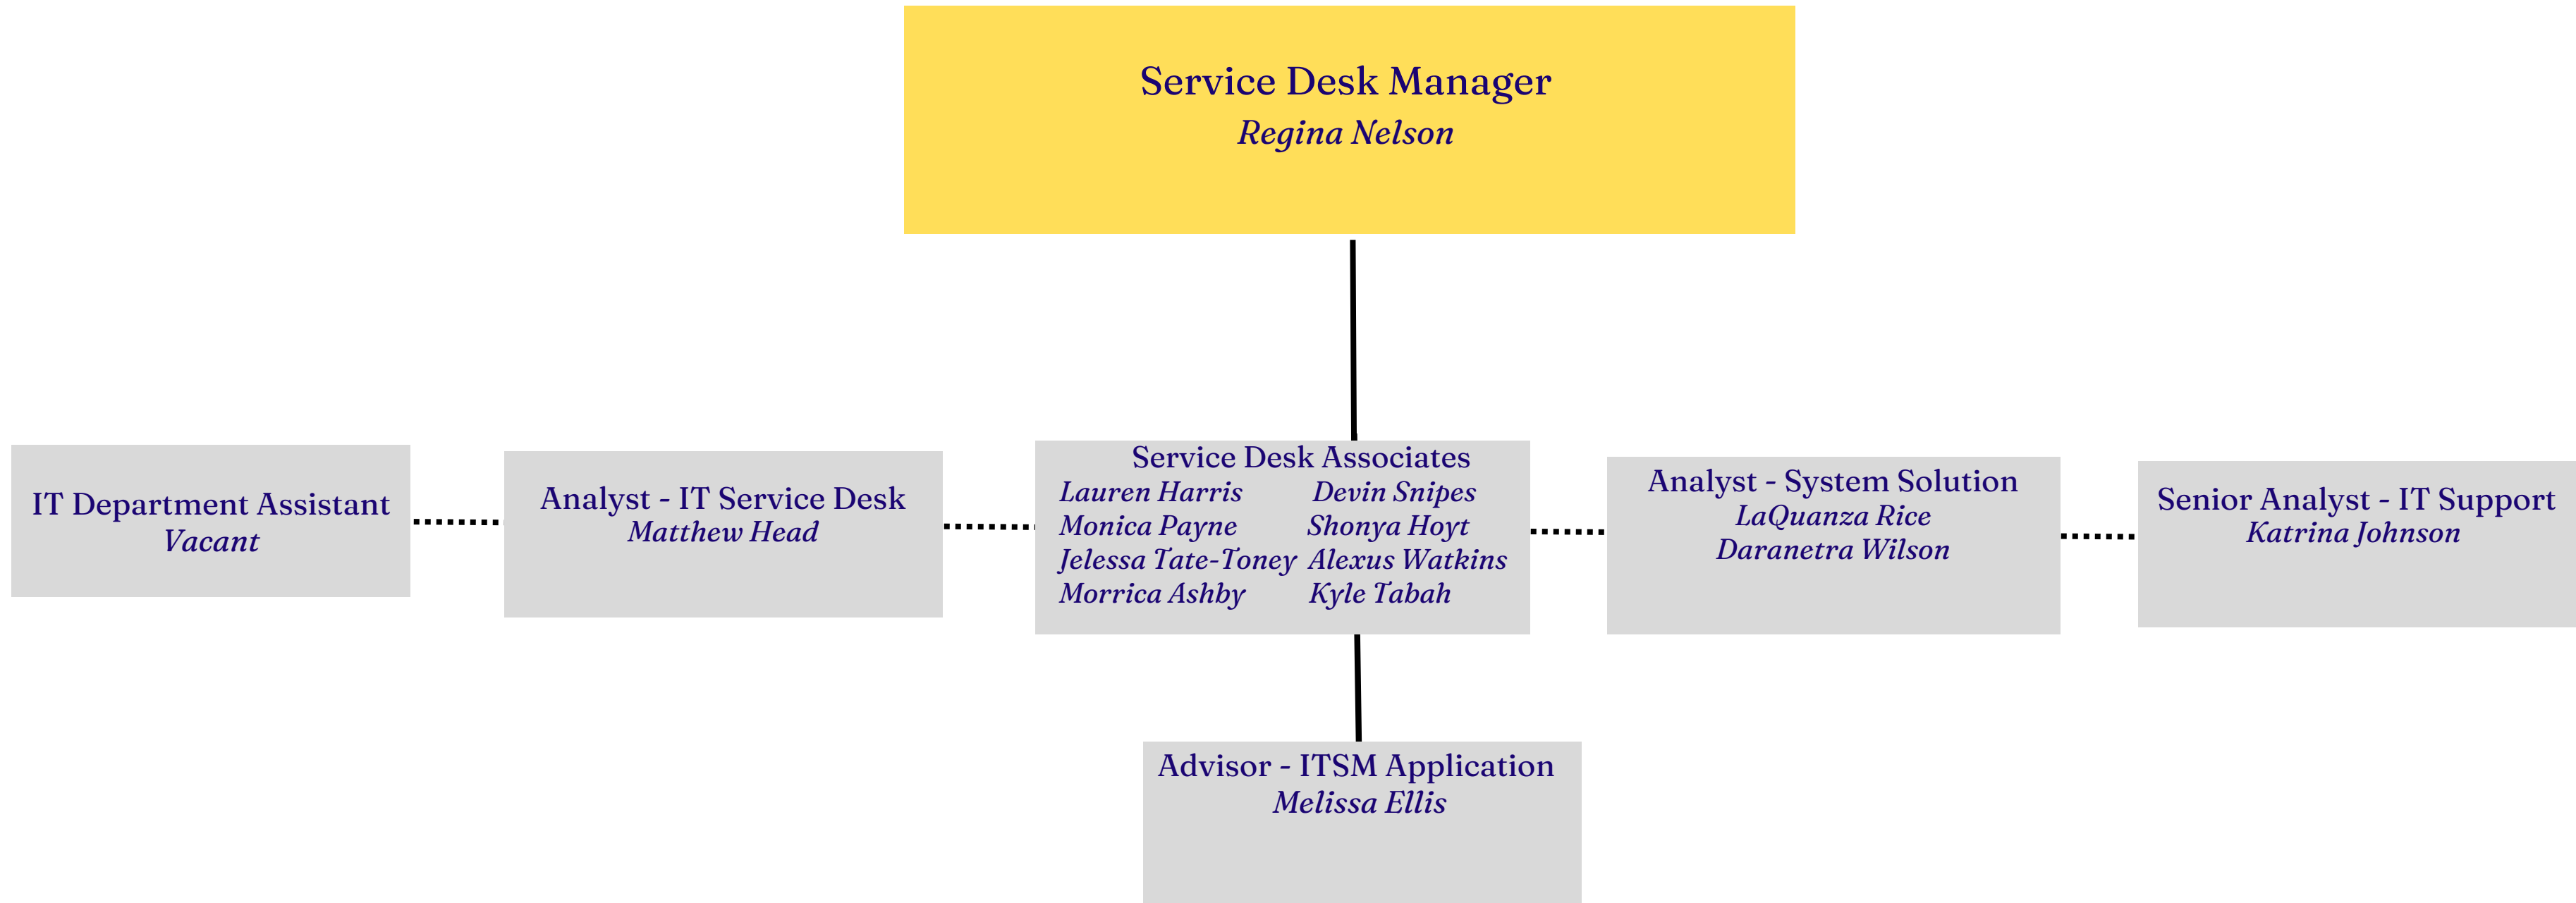 Service Desk Manager
Regina Nelson
IT Department Assistant
Vacant
Analyst - IT Service Desk
Matthew Head
Service Desk Associates
Lauren Harris Devin Snipes
Monica Payne Shonya Hoyt
Jelessa Tate-Toney Alexus Watkins
Morrica Ashby Kyle Tabah
Analyst - System Solution
LaQuanza Rice
Daranetra Wilson
Senior Analyst - IT Support
Katrina Johnson
Advisor - ITSM Application
Melissa Ellis